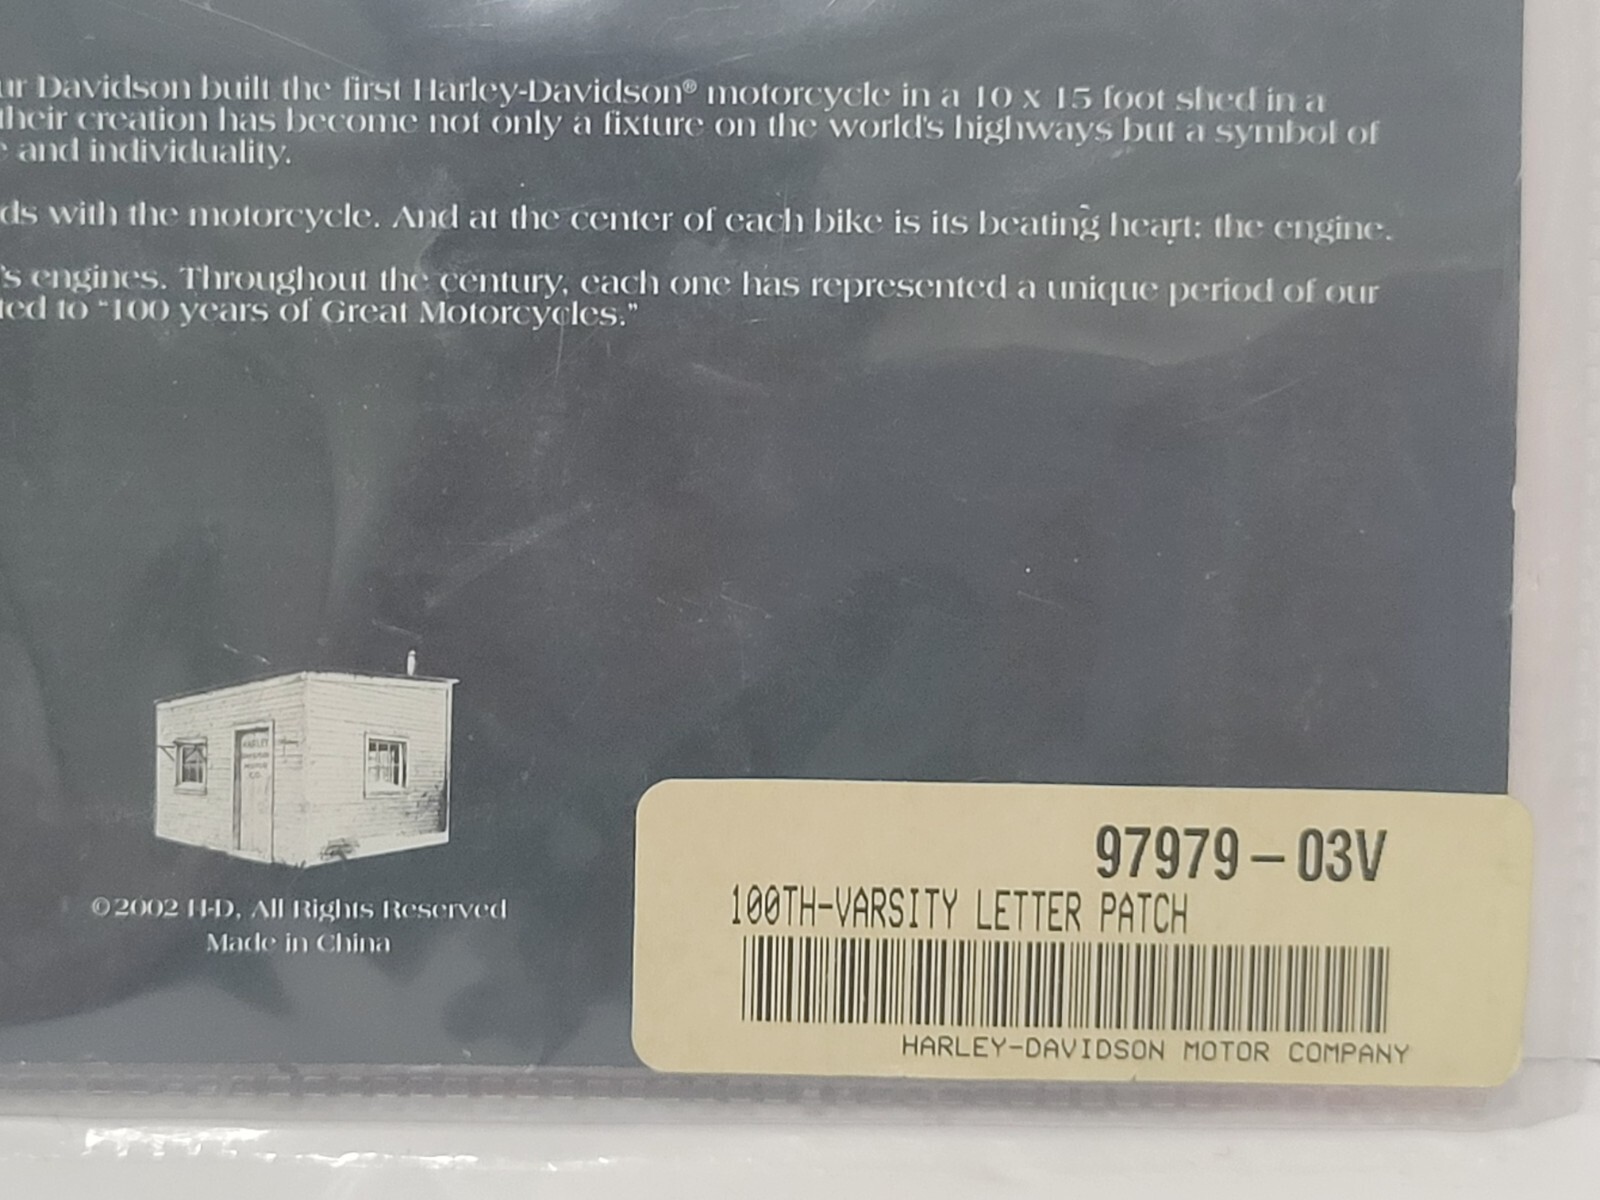 ur Davidson built the first Harley-Davidson® motorcycle in a 10 x 15 foot shed in a
their creation has become not only a fixture on the world's highways but a symbol of
e and individuality.
ds with the motorcycle. And at the center of each bike is its beating heart: the engine.
's engines. Throughout the century, each one has represented a unique period of our
ted to "100 years of Great Motorcycles."
HARLEY
DAVIDSON
MOTOR
CO.
©2002 H-D, All Rights Reserved
Made in China
97979-03V
100TH-VARSITY LETTER PATCH
HARLEY-DAVIDSON MOTOR COMPANY